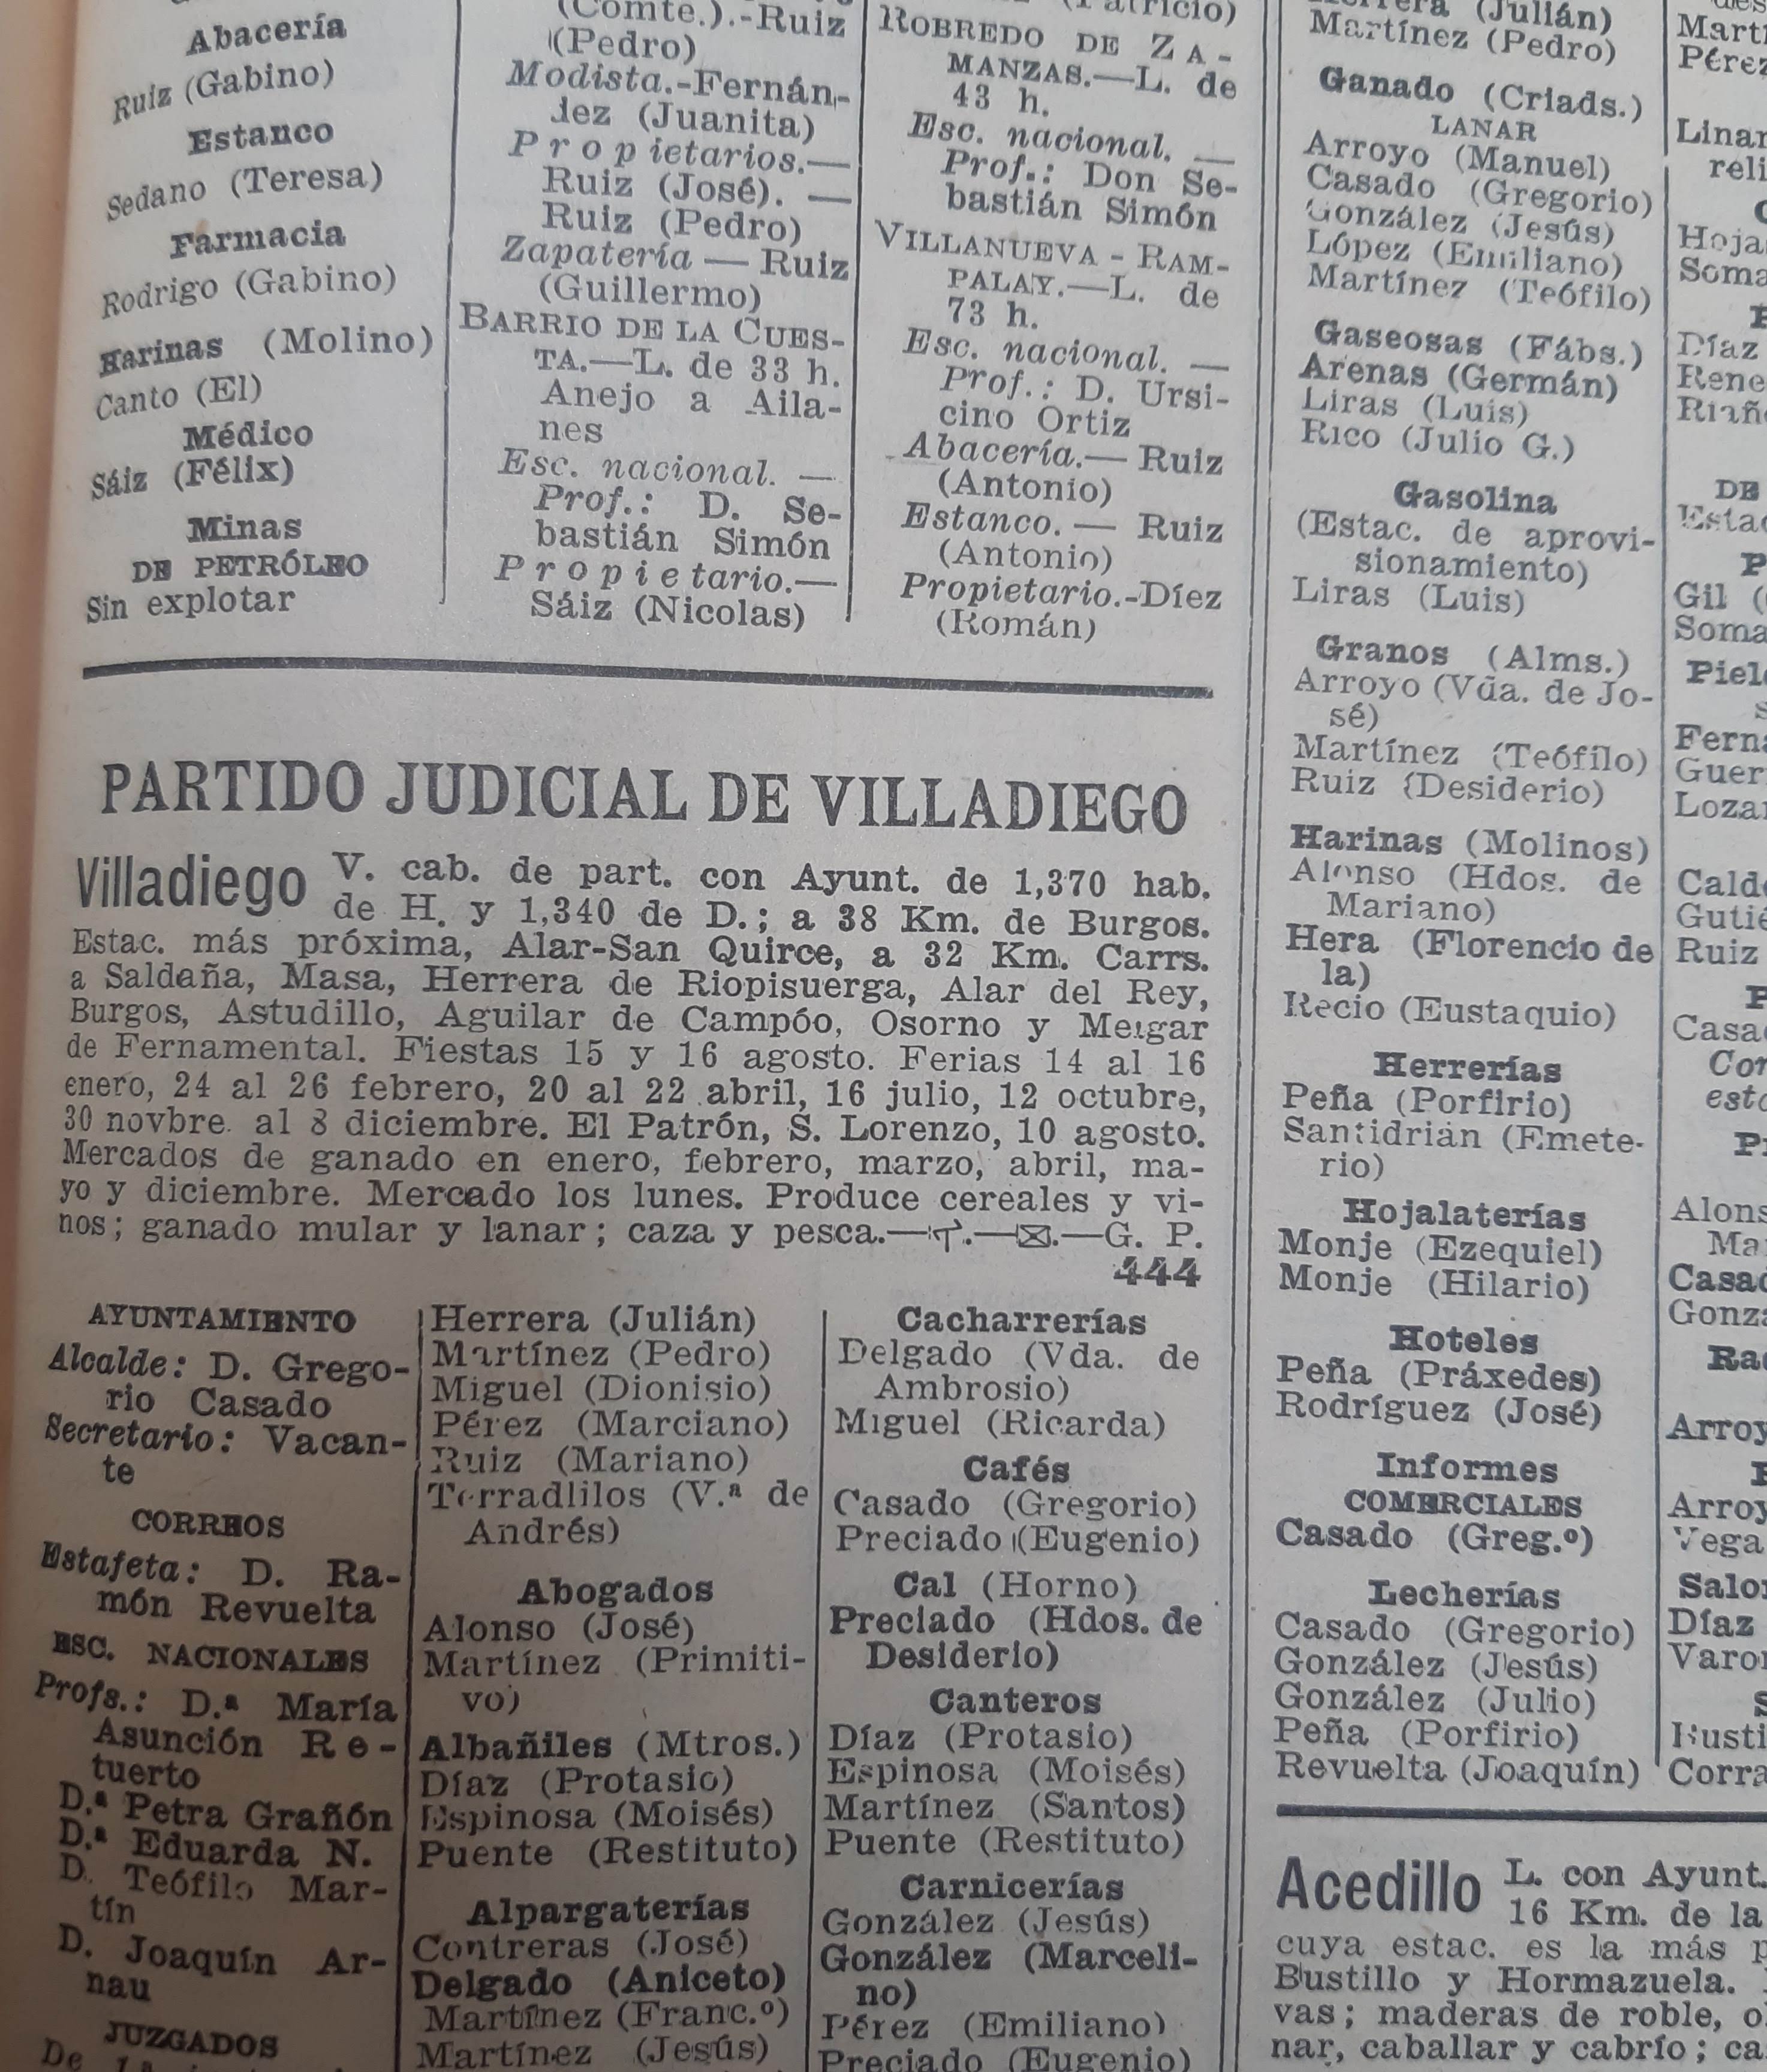 Abacería
Ruiz (Gabino)
Estanco
Sedano (Teresa)
Farmacia
Rodrigo (Gabino)
Harinas (Molino)
Canto (El)
Médico
Sáiz (Félix)
Minas
DE PETRÓLEO
Sin explotar
(Comte.).-Ruiz
(Pedro)
Modista.-Fernán-
dez (Juanita)
Propietarios.—
Ruiz (José). —
Ruiz (Pedro)
Zapatería — Ruiz
(Guillermo)
BARRIO DE LA CUES-
TA.—L. de 33 h.
Anejo a Aila-
nes
Esc. nacional. —
Prof.: D. Se-
bastián Simón
Propietario.—
Sáiz (Nicolas)
(Patricio)
ROBREDO DE ZA-
MANZAS.—L. de
43 h.
Esc. nacional. —
Prof.: Don Se-
bastián Simón
VILLANUEVA - RAM-
PALAY.—L. de
73 h.
Esc. nacional. —
Prof.: D. Ursi-
cino Ortiz
Abacería.— Ruiz
(Antonio)
Estanco. — Ruiz
(Antonio)
Propietario.-Díez
(Román)
PARTIDO JUDICIAL DE VILLADIEGO
Villadiego V. cab. de part. con Ayunt. de 1,370 hab.
de H. y 1,340 de D.; a 38 Km. de Burgos.
Estac. más próxima, Alar-San Quirce, a 32 Km. Carrs.
a Saldaña, Masa, Herrera de Riopisuerga, Alar del Rey,
Burgos, Astudillo, Aguilar de Campóo, Osorno y Melgar
de Fernamental. Fiestas 15 y 16 agosto. Ferias 14 al 16
enero, 24 al 26 febrero, 20 al 22 abril, 16 julio, 12 octubre,
30 novbre. al 8 diciembre. El Patrón, S. Lorenzo, 10 agosto.
Mercados de ganado en enero, febrero, marzo, abril, ma-
yo y diciembre. Mercado los lunes. Produce cereales y vi-
nos; ganado mular y lanar; caza y pesca.—.—.—G. P.
444
AYUNTAMIENTO
Alcalde: D. Grego-
rio Casado
Secretario: Vacan-
te
CORREOS
Estafeta: D. Ra-
món Revuelta
ESC. NACIONALES
Profs.: D.ª María
Asunción Re-
tuerto
D.ª Petra Grañón
D.ª Eduarda N.
D. Teófilo Mar-
tín
D. Joaquín Ar-
nau
JUZGADOS
De 1.ª
Herrera (Julián)
Martínez (Pedro)
Miguel (Dionisio)
Pérez (Marciano)
Ruiz (Mariano)
Terradlilos (V.ª de
Andrés)
Abogados
Alonso (José)
Martínez (Primiti-
vo)
Albañiles (Mtros.)
Díaz (Protasio)
Espinosa (Moisés)
Puente (Restituto)
Alpargaterías
Contreras (José)
Delgado (Aniceto)
Martínez (Franc.º)
Martínez (Jesús)
Cacharrerías
Delgado (Vda. de
Ambrosio)
Miguel (Ricarda)
Cafés
Casado (Gregorio)
Preciado (Eugenio)
Cal (Horno)
Preciado (Hdos. de
Desiderio)
Canteros
Díaz (Protasio)
Espinosa (Moisés)
Martínez (Santos)
Puente (Restituto)
Carnicerías
González (Jesús)
González (Marceli-
no)
Pérez (Emiliano)
Preciado (Eugenio)
Herrera (Julián)
Martínez (Pedro)
Ganado (Criads.)
LANAR
Arroyo (Manuel)
Casado (Gregorio)
González (Jesús)
López (Emiliano)
Martínez (Teófilo)
Gaseosas (Fábs.)
Arenas (Germán)
Liras (Luis)
Rico (Julio G.)
Gasolina
(Estac. de aprovi-
sionamiento)
Liras (Luis)
Granos (Alms.)
Arroyo (Vda. de Jo-
sé)
Martínez (Teófilo)
Ruiz (Desiderio)
Harinas (Molinos)
Alonso (Hdos. de
Mariano)
Hera (Florencio de
la)
Recio (Eustaquio)
Herrerías
Peña (Porfirio)
Santidrián (Emete-
rio)
Hojalaterías
Monje (Ezequiel)
Monje (Hilario)
Hoteles
Peña (Práxedes)
Rodríguez (José)
Informes
COMERCIALES
Casado (Greg.º)
Lecherías
Casado (Gregorio)
González (Jesús)
González (Julio)
Peña (Porfirio)
Revuelta (Joaquín)
Acedillo L. con Ayunt.
16 Km. de la
cuya estac. es la más
Bustillo y Hormazuela.
vas; maderas de roble,
nar, caballar y cabrío;
Díaz
DE
Gil
Ruiz
Díaz